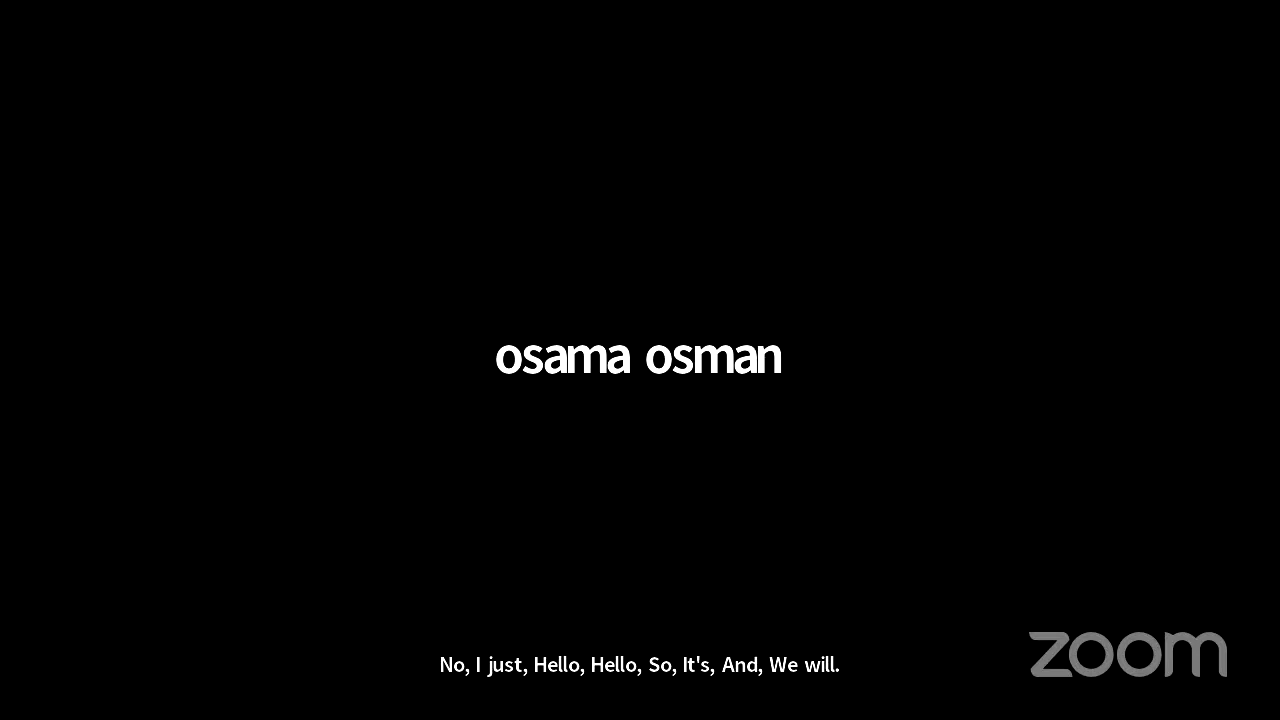 osama osman
No, I just, Hello, Hello, So, It's, And, We will.
zoom